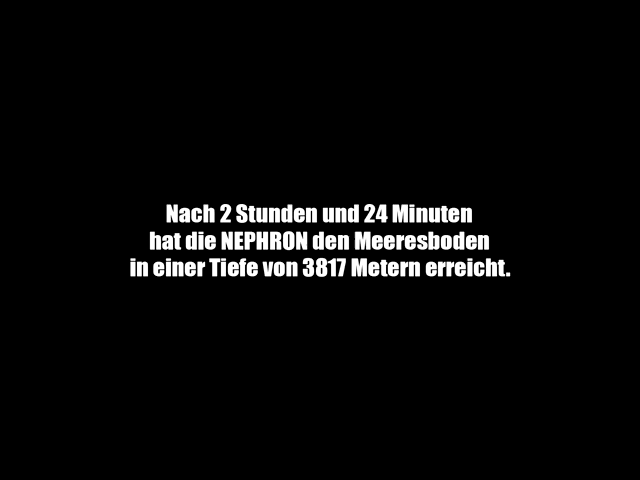 Nach 2 Stunden und 24 Minuten
hat die NEPHRON den Meeresboden
in einer Tiefe von 3817 Metern erreicht.